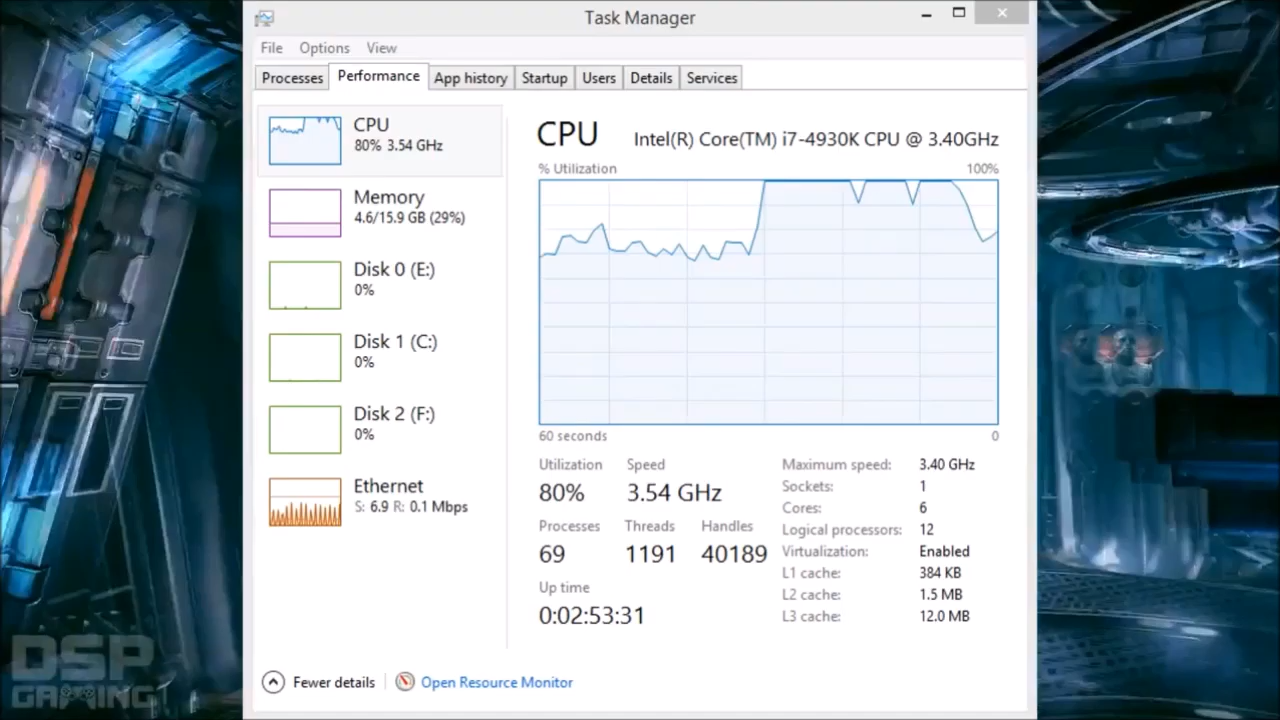 Task Manager
File Options View
Processes Performance App history Startup Users Details Services
CPU
80% 3.54 GHz
Memory
4.6/15.9 GB (29%)
Disk 0 (E:)
0%
Disk 1 (C:)
0%
Disk 2 (F:)
0%
Ethernet
S: 6.9 R: 0.1 Mbps
CPU Intel(R) Core(TM) i7-4930K CPU @ 3.40GHz
% Utilization 100%
60 seconds 0
Utilization Speed
80% 3.54 GHz
Processes Threads Handles
69 1191 40189
Up time
0:02:53:31
Maximum speed: 3.40 GHz
Sockets: 1
Cores: 6
Logical processors: 12
Virtualization: Enabled
L1 cache: 384 KB
L2 cache: 1.5 MB
L3 cache: 12.0 MB
Fewer details Open Resource Monitor
DSP
GAMING